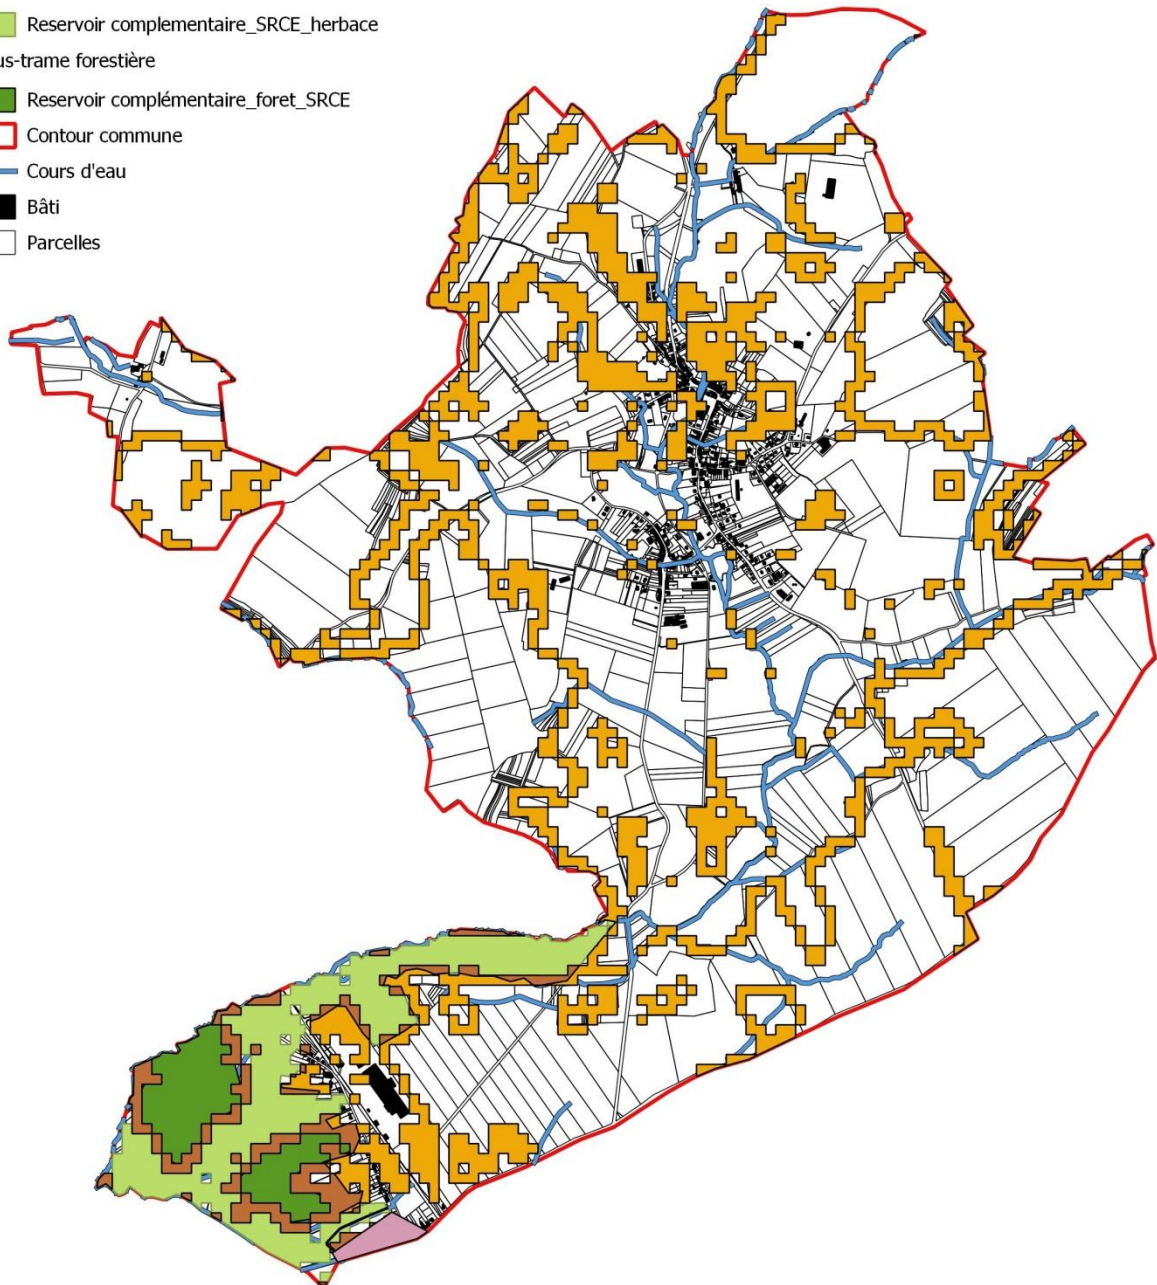 Reservoir complementaire_SRCE_herbace
us-trame forestière
Reservoir complémentaire_foret_SRCE
Contour commune
Cours d'eau
Bâti
Parcelles